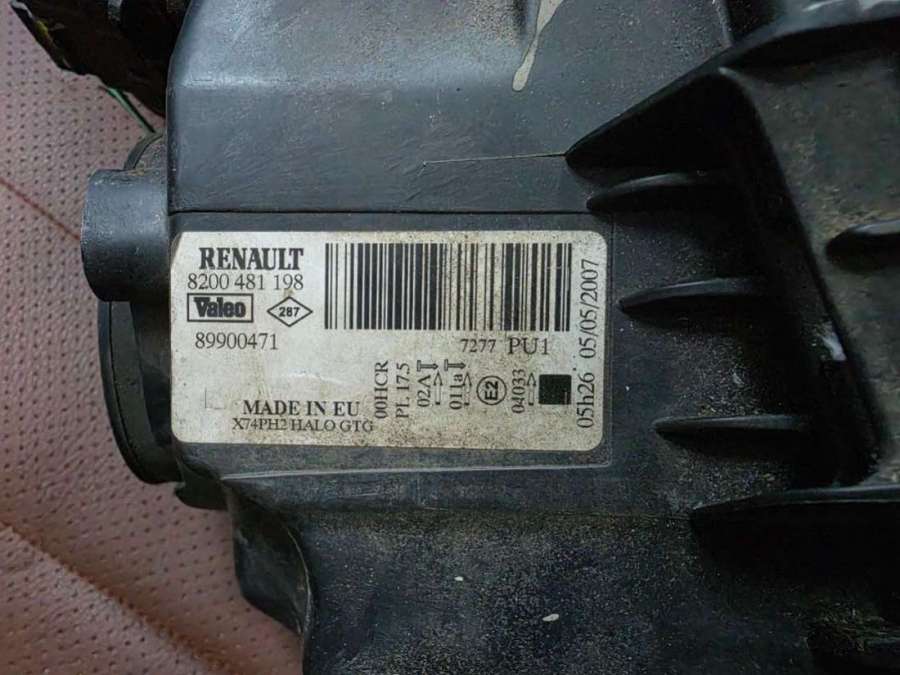 RENAULT
8200 481 198
Valeo
287
89900471
7277 PU1
MADE IN EU
X74PH2 HALO GTG
00HCR
PL 17.5
02A
011a
E2
04033
05h26 05/05/2007